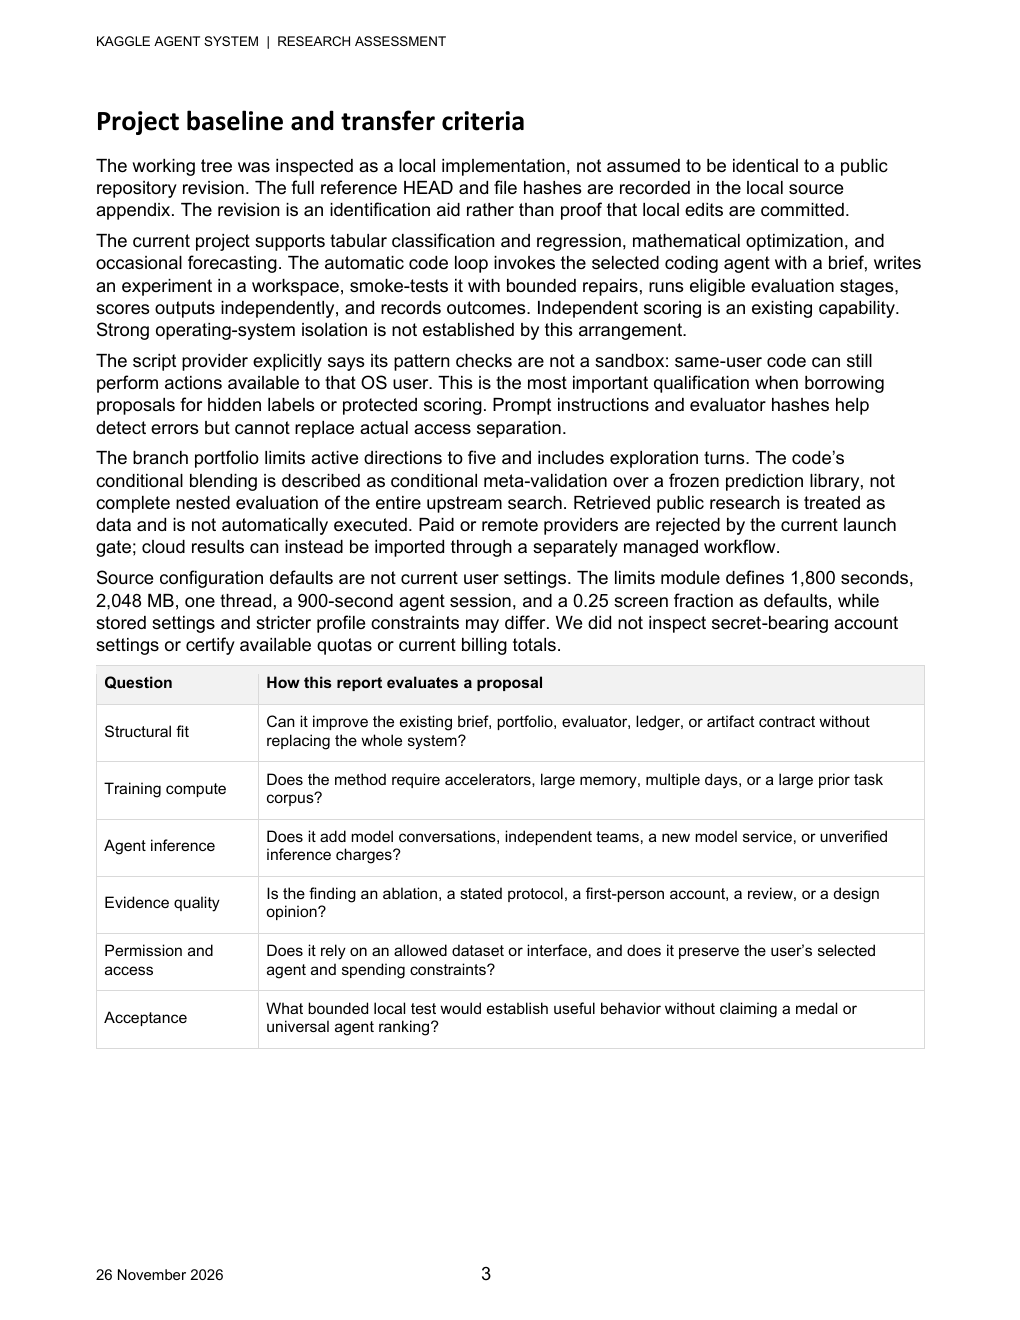 KAGGLE AGENT SYSTEM | RESEARCH ASSESSMENT
Project baseline and transfer criteria
The working tree was inspected as a local implementation, not assumed to be identical to a public
repository revision. The full reference HEAD and file hashes are recorded in the local source
appendix. The revision is an identification aid rather than proof that local edits are committed.
The current project supports tabular classification and regression, mathematical optimization, and
occasional forecasting. The automatic code loop invokes the selected coding agent with a brief, writes
an experiment in a workspace, smoke-tests it with bounded repairs, runs eligible evaluation stages,
scores outputs independently, and records outcomes. Independent scoring is an existing capability.
Strong operating-system isolation is not established by this arrangement.
The script provider explicitly says its pattern checks are not a sandbox: same-user code can still
perform actions available to that OS user. This is the most important qualification when borrowing
proposals for hidden labels or protected scoring. Prompt instructions and evaluator hashes help
detect errors but cannot replace actual access separation.
The branch portfolio limits active directions to five and includes exploration turns. The code’s
conditional blending is described as conditional meta-validation over a frozen prediction library, not
complete nested evaluation of the entire upstream search. Retrieved public research is treated as
data and is not automatically executed. Paid or remote providers are rejected by the current launch
gate; cloud results can instead be imported through a separately managed workflow.
Source configuration defaults are not current user settings. The limits module defines 1,800 seconds,
2,048 MB, one thread, a 900-second agent session, and a 0.25 screen fraction as defaults, while
stored settings and stricter profile constraints may differ. We did not inspect secret-bearing account
settings or certify available quotas or current billing totals.
Question How this report evaluates a proposal
Structural fit Can it improve the existing brief, portfolio, evaluator, ledger, or artifact contract without
replacing the whole system?
Training compute Does the method require accelerators, large memory, multiple days, or a large prior task
corpus?
Agent inference Does it add model conversations, independent teams, a new model service, or unverified
inference charges?
Evidence quality Is the finding an ablation, a stated protocol, a first-person account, a review, or a design
opinion?
Permission and Does it rely on an allowed dataset or interface, and does it preserve the user’s selected
access agent and spending constraints?
Acceptance What bounded local test would establish useful behavior without claiming a medal or
universal agent ranking?
26 November 2026 3